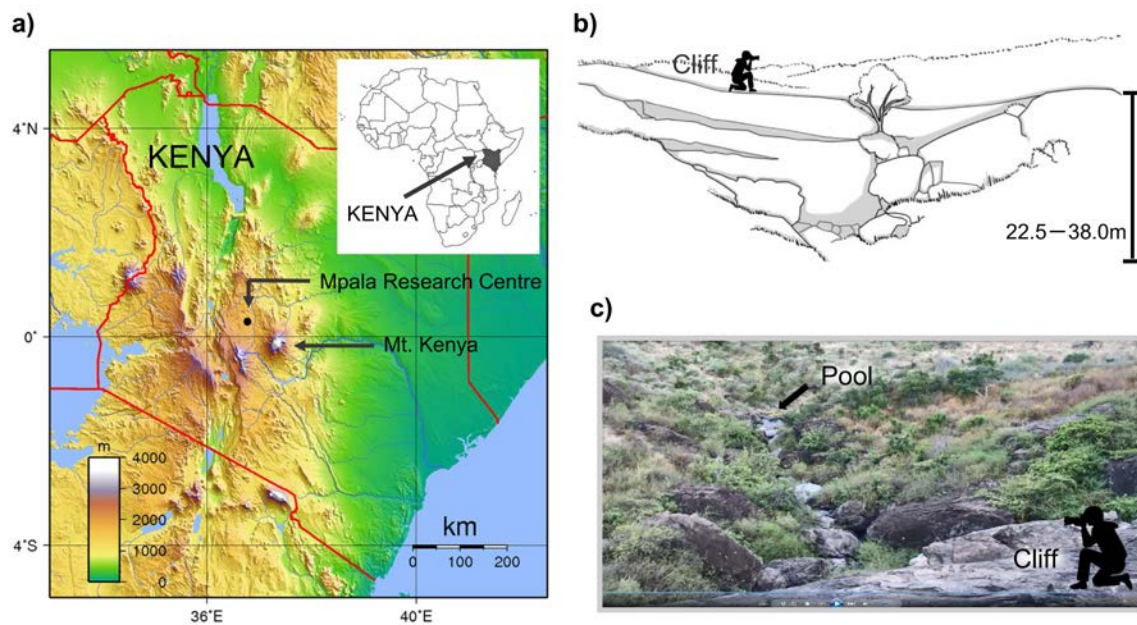 a)
KENYA
KENYA
Mpala Research Centre
Mt. Kenya
4°N
0°
4°S
36°E
40°E
m
4000
3000
2000
1000
0
km
0 100 200
b)
Cliff
22.5－38.0m
c)
Pool
Cliff